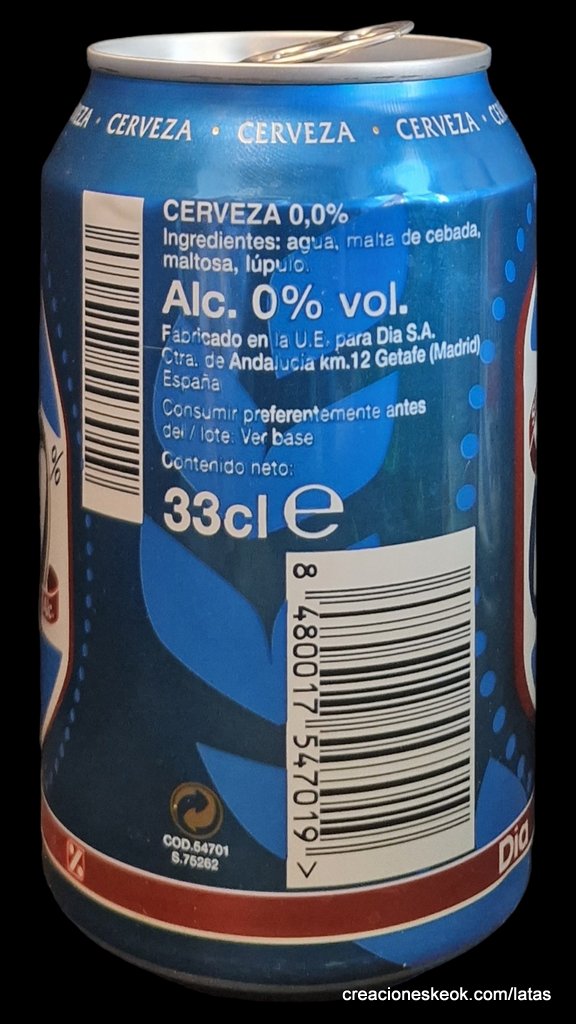 CERVEZA · CERVEZA · CERVEZA
CERVEZA 0,0%
Ingredientes: agua, malta de cebada,
maltosa, lúpulo.
Alc. 0% vol.
Fabricado en la U.E. para Dia S.A.
Ctra. de Andalucia km.12 Getafe (Madrid)
España
Consumir preferentemente antes
del / lote: Ver base
Contenido neto:
33cl e
8 480017 547019 >
COD.54701
S.75262
%
Dia
creacioneskeok.com/latas